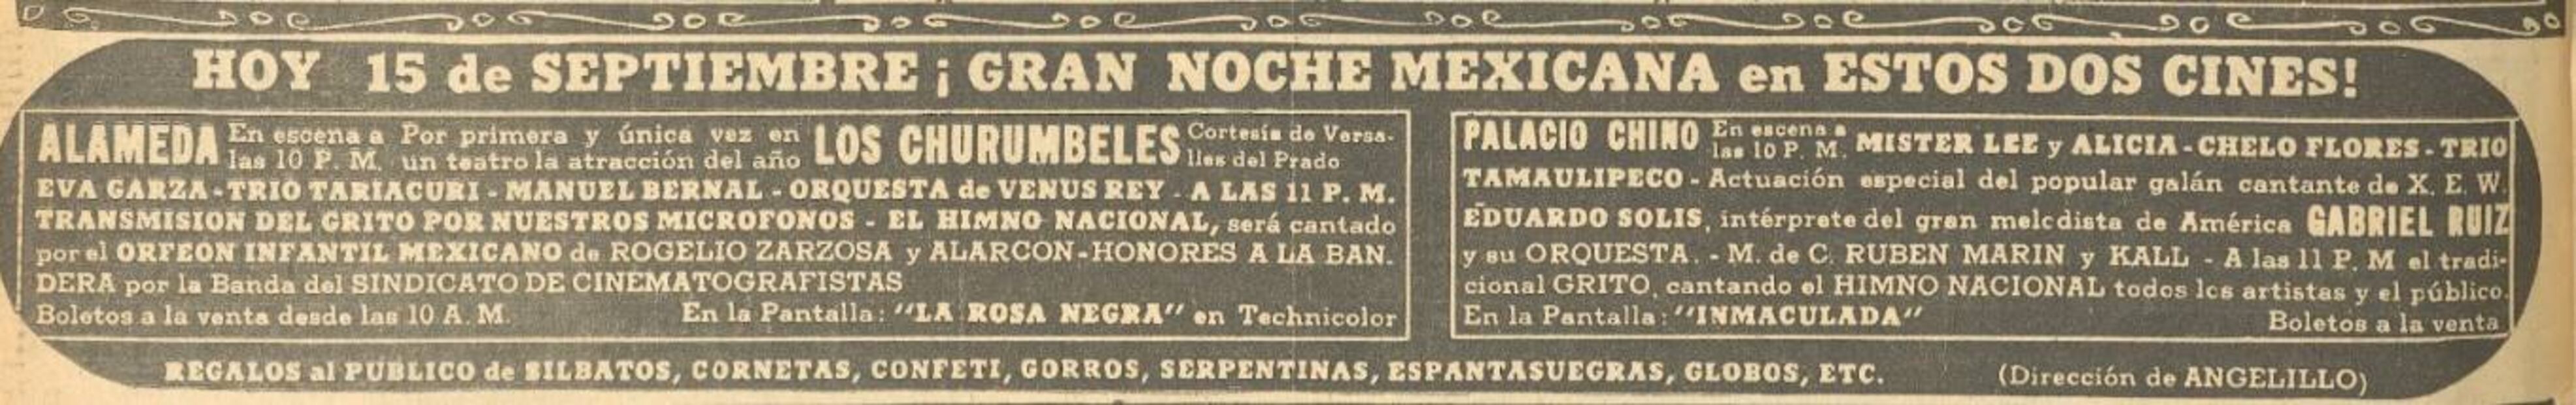 HOY 15 de SEPTIEMBRE ¡ GRAN NOCHE MEXICANA en ESTOS DOS CINES!
ALAMEDA En escena a las 10 P. M. Por primera y única vez en un teatro la atracción del año LOS CHURUMBELES Cortesía de Versa-lles del Prado
EVA GARZA - TRIO TARIACURI - MANUEL BERNAL - ORQUESTA de VENUS REY - A LAS 11 P. M.
TRANSMISION DEL GRITO POR NUESTROS MICROFONOS - EL HIMNO NACIONAL, será cantado
por el ORFEON INFANTIL MEXICANO de ROGELIO ZARZOSA y ALARCON - HONORES A LA BAN.
DERA por la Banda del SINDICATO DE CINEMATOGRAFISTAS
Boletos a la venta desde las 10 A. M. En la Pantalla: "LA ROSA NEGRA" en Technicolor
PALACIO CHINO En escena a las 10 P. M. MISTER LEE y ALICIA - CHELO FLORES - TRIO
TAMAULIPECO - Actuación especial del popular galán cantante de X. E. W.
EDUARDO SOLIS, intérprete del gran melodista de América GABRIEL RUIZ
y su ORQUESTA. - M. de C. RUBEN MARIN y KALL - A las 11 P. M el tradi-
cional GRITO, cantando el HIMNO NACIONAL todos los artistas y el público.
En la Pantalla: "INMACULADA" Boletos a la venta
REGALOS al PUBLICO de SILBATOS, CORNETAS, CONFETI, GORROS, SERPENTINAS, ESPANTASUEGRAS, GLOBOS, ETC. (Dirección de ANGELILLO)